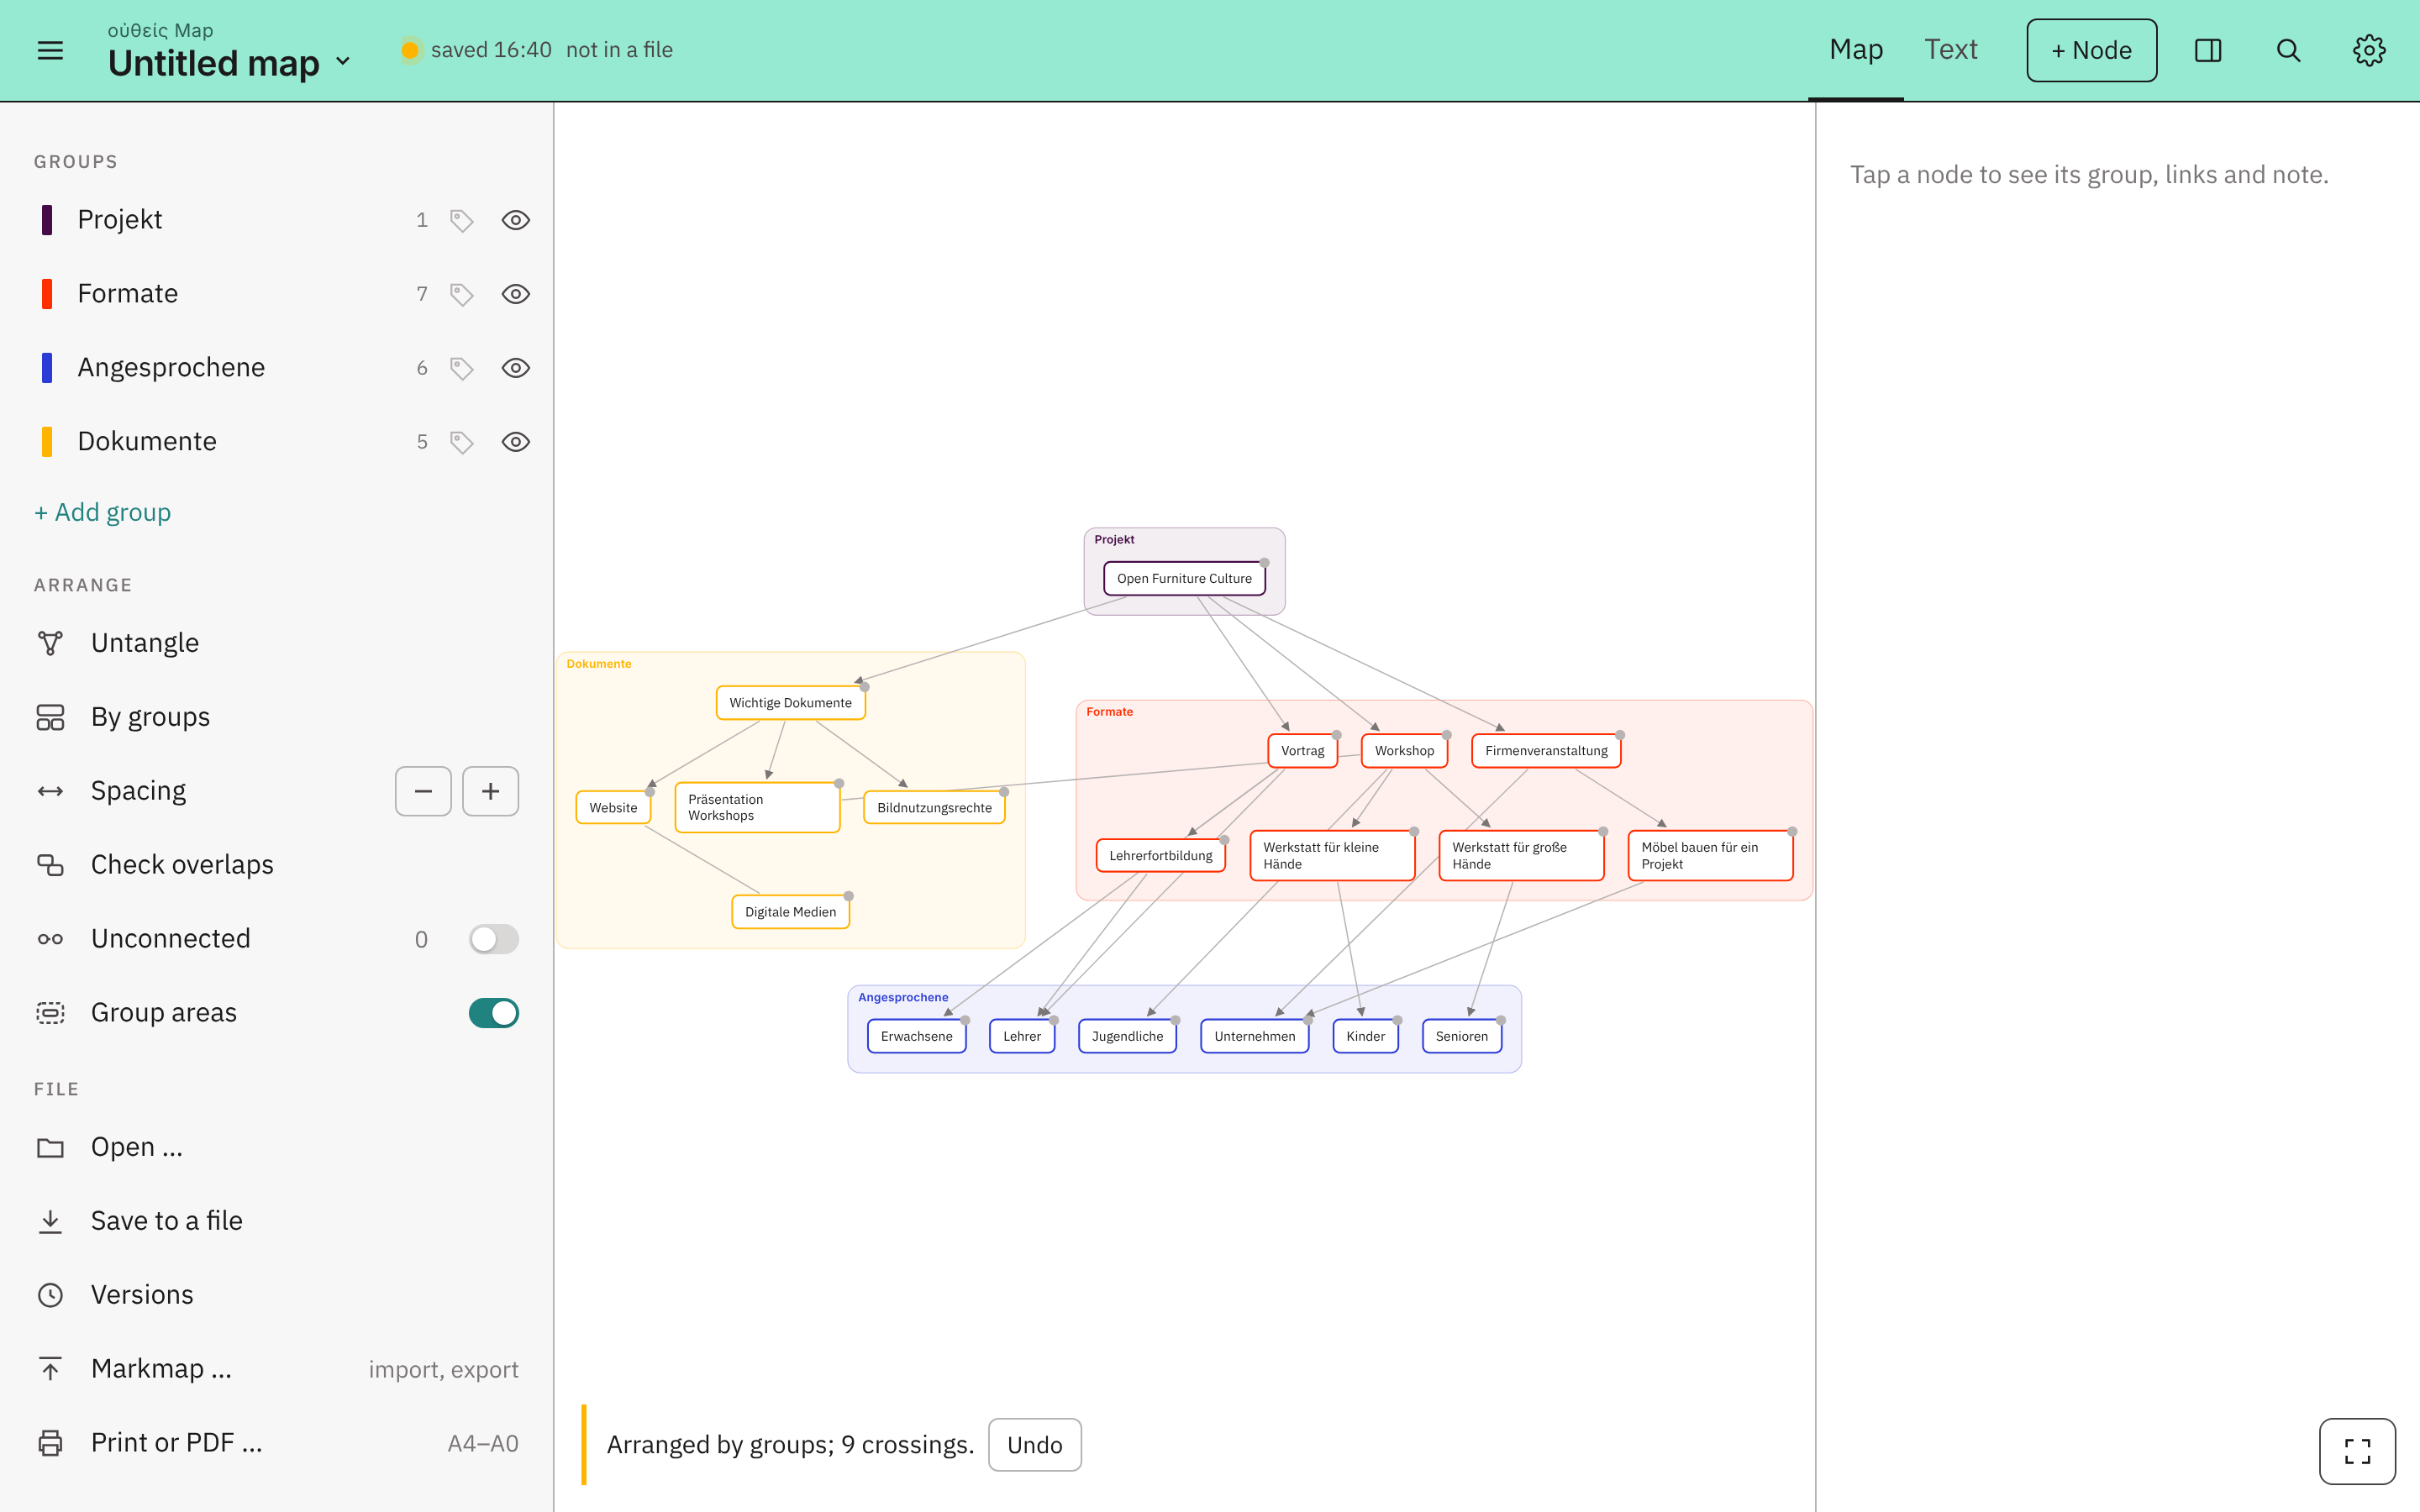 οὐθείς Map
Untitled map
saved 16:40 not in a file
Map
Text
+ Node
GROUPS
Projekt 1
Formate 7
Angesprochene 6
Dokumente 5
+ Add group
ARRANGE
Untangle
By groups
Spacing − +
Check overlaps
Unconnected 0
Group areas
FILE
Open ...
Save to a file
Versions
Markmap ... import, export
Print or PDF ... A4–A0
Projekt
Open Furniture Culture
Dokumente
Wichtige Dokumente
Website
Präsentation
Workshops
Bildnutzungsrechte
Digitale Medien
Formate
Vortrag
Workshop
Firmenveranstaltung
Lehrerfortbildung
Werkstatt für kleine
Hände
Werkstatt für große
Hände
Möbel bauen für ein
Projekt
Angesprochene
Erwachsene
Lehrer
Jugendliche
Unternehmen
Kinder
Senioren
Arranged by groups; 9 crossings.
Undo
Tap a node to see its group, links and note.